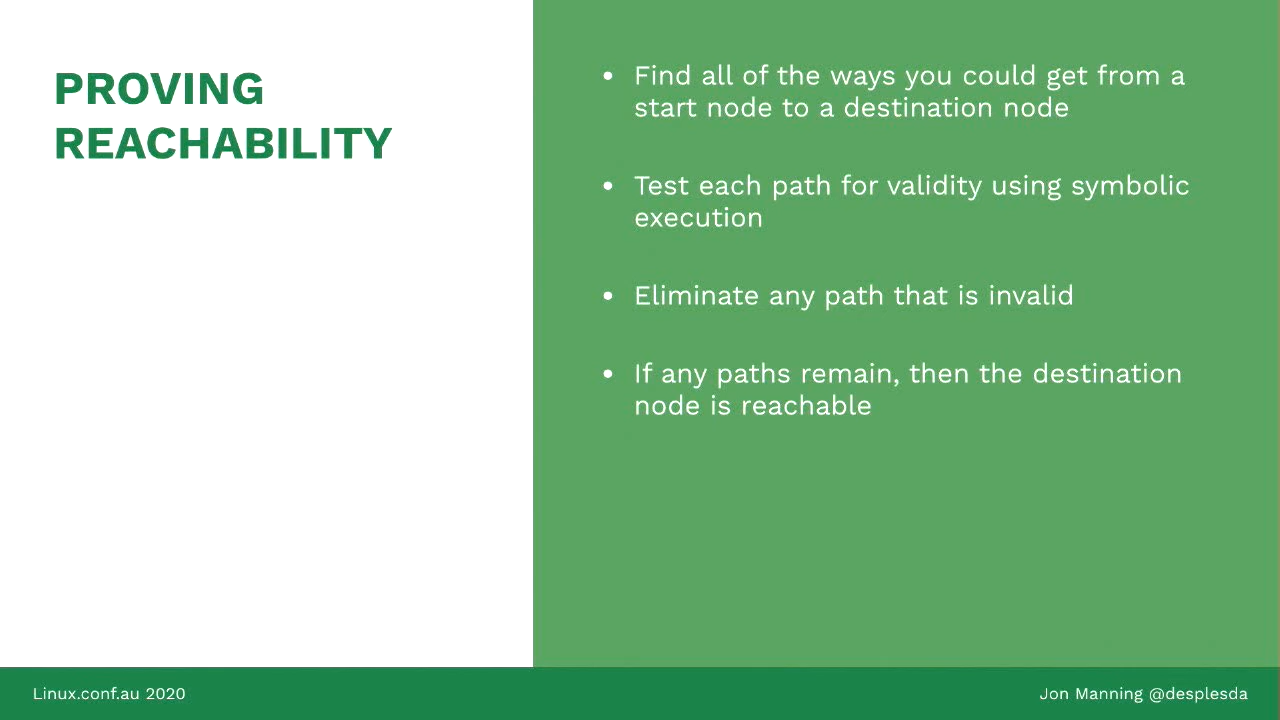 PROVING
REACHABILITY
• Find all of the ways you could get from a
start node to a destination node
• Test each path for validity using symbolic
execution
• Eliminate any path that is invalid
• If any paths remain, then the destination
node is reachable
Linux.conf.au 2020
Jon Manning @desplesda